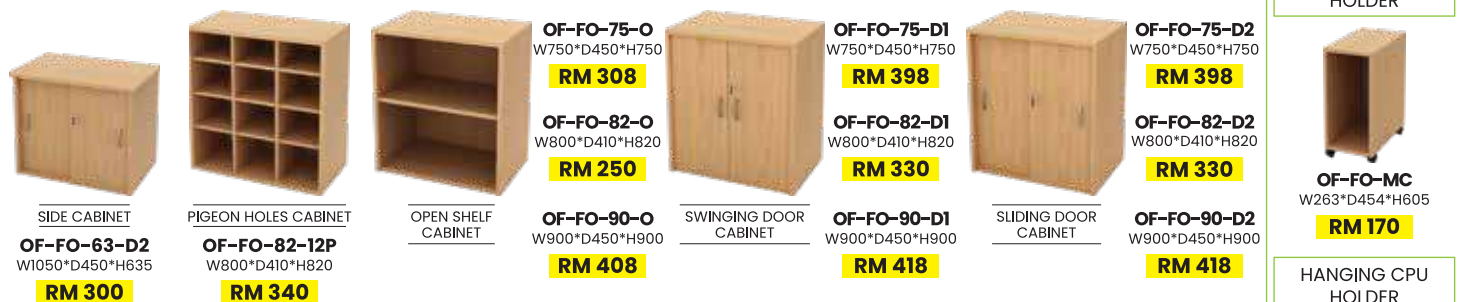 SIDE CABINET
OF-FO-63-D2
W1050*D450*H635
RM 300
PIGEON HOLES CABINET
OF-FO-82-12P
W800*D410*H820
RM 340
OPEN SHELF
CABINET
OF-FO-75-O
W750*D450*H750
RM 308
OF-FO-82-O
W800*D410*H820
RM 250
OF-FO-90-O
W900*D450*H900
RM 408
SWINGING DOOR
CABINET
OF-FO-75-D1
W750*D450*H750
RM 398
OF-FO-82-D1
W800*D410*H820
RM 330
OF-FO-90-D1
W900*D450*H900
RM 418
SLIDING DOOR
CABINET
OF-FO-75-D2
W750*D450*H750
RM 398
OF-FO-82-D2
W800*D410*H820
RM 330
OF-FO-90-D2
W900*D450*H900
RM 418
HOLDER
OF-FO-MC
W263*D454*H605
RM 170
HANGING CPU
HOLDER